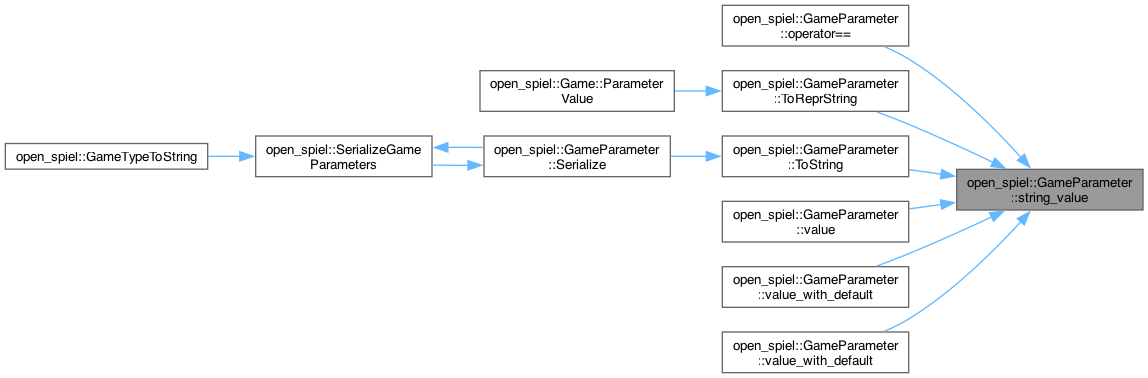 open_spiel::GameParameter
::operator==
open_spiel::Game::Parameter
Value
open_spiel::GameParameter
::ToReprString
open_spiel::GameTypeToString
open_spiel::SerializeGame
Parameters
open_spiel::GameParameter
::Serialize
open_spiel::GameParameter
::ToString
open_spiel::GameParameter
::string_value
open_spiel::GameParameter
::value
open_spiel::GameParameter
::value_with_default
open_spiel::GameParameter
::value_with_default